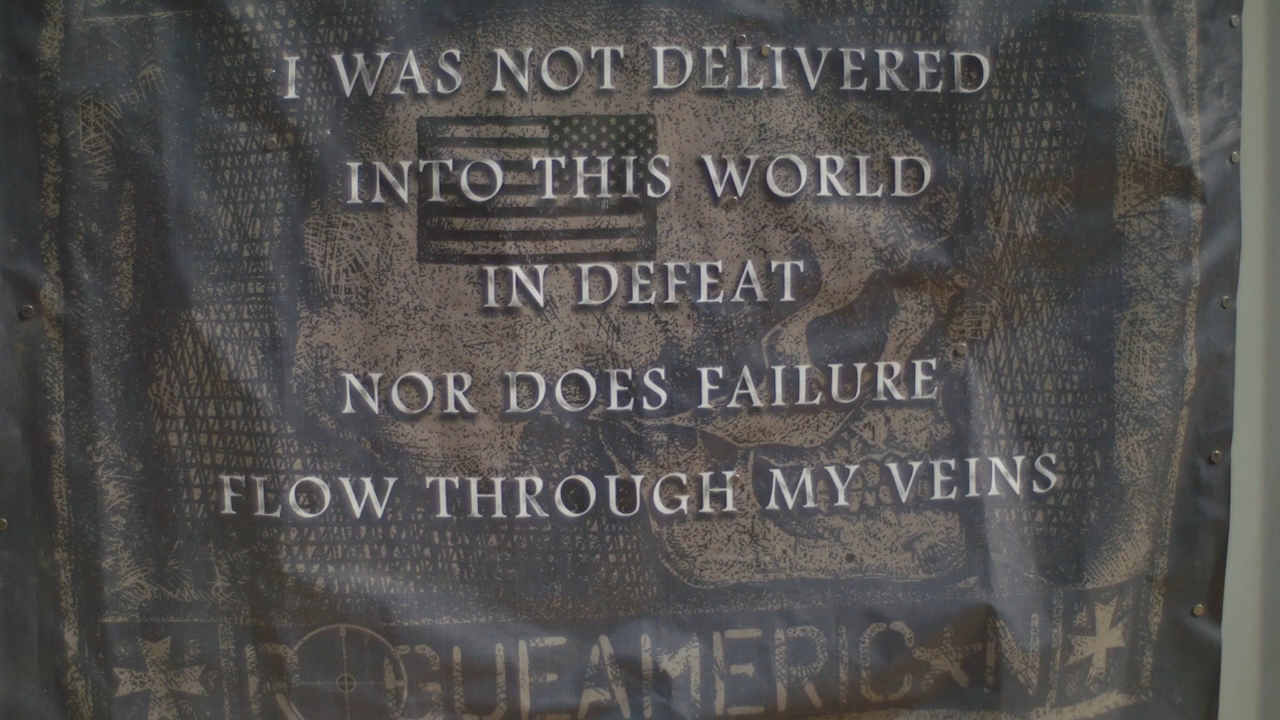 I WAS NOT DELIVERED
INTO THIS WORLD
IN DEFEAT
NOR DOES FAILURE
FLOW THROUGH MY VEINS
ROGUEAMERICAN